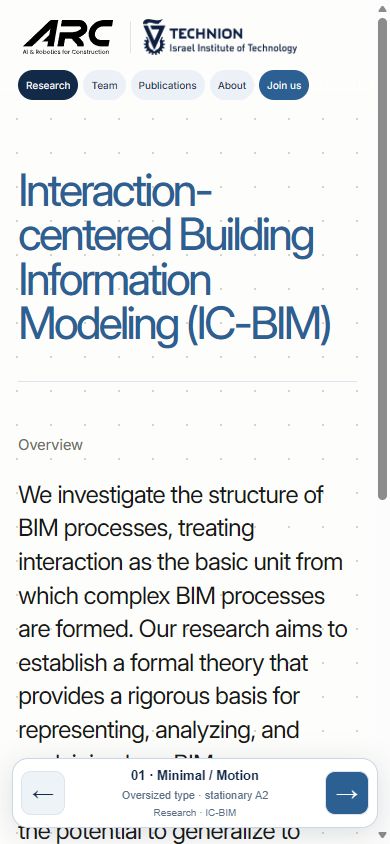 ARC
AI & Robotics for Construction
TECHNION
Israel Institute of Technology
Research
Team
Publications
About
Join us
Interaction-
centered Building
Information
Modeling (IC-BIM)
Overview
We investigate the structure of
BIM processes, treating
interaction as the basic unit from
which complex BIM processes
are formed. Our research aims to
establish a formal theory that
provides a rigorous basis for
representing, analyzing, and
←
01 · Minimal / Motion
Oversized type · stationary A2
Research · IC-BIM
→
the potential to generalize to